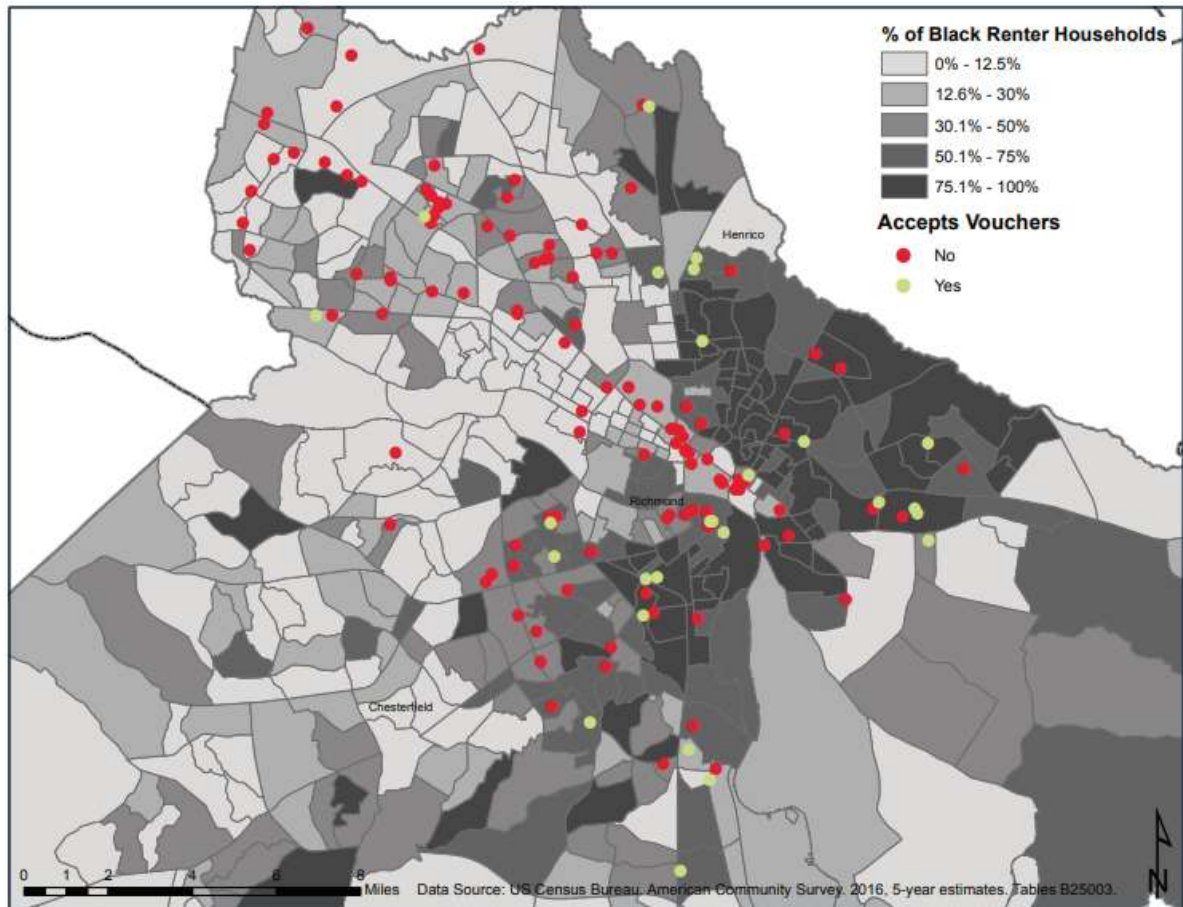 % of Black Renter Households
0% - 12.5%
12.6% - 30%
30.1% - 50%
50.1% - 75%
75.1% - 100%
Accepts Vouchers
No
Yes
Henrico
Richmond
Chesterfield
0 1 2 4 6 8
Miles
Data Source: US Census Bureau. American Community Survey. 2016, 5-year estimates. Tables B25003.
N